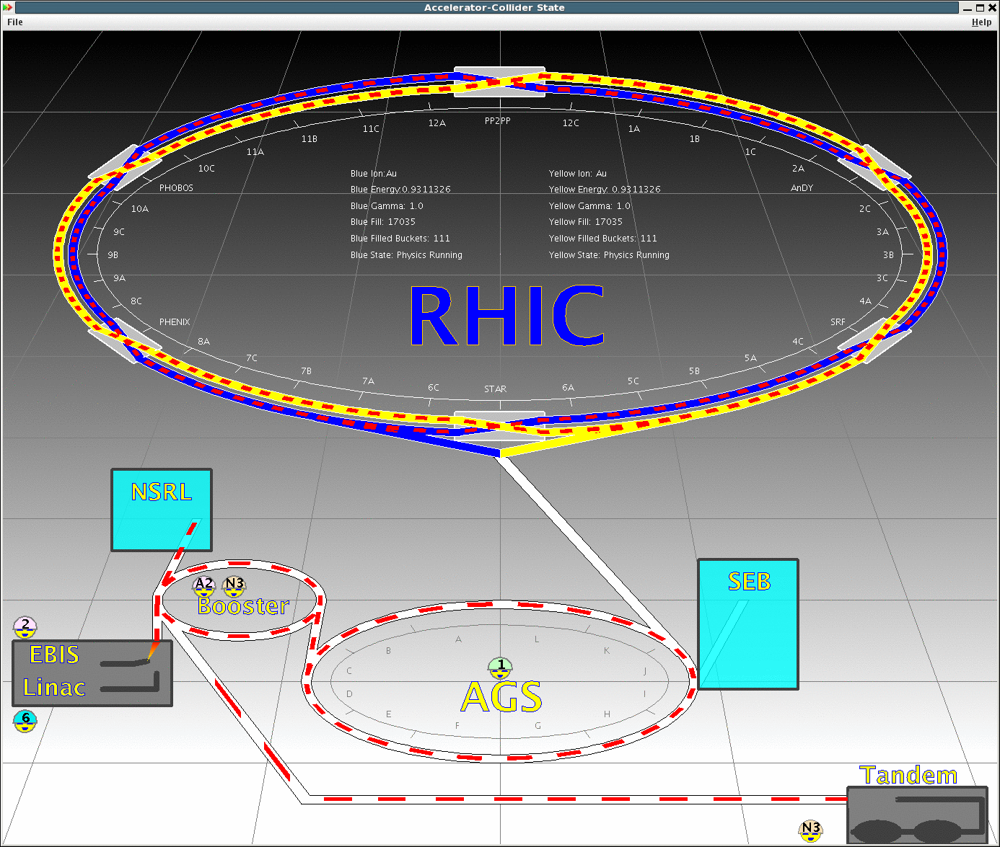 Accelerator-Collider State
File
Help
PP2PP
12A
12C
11C
1A
11B
1B
11A
1C
10C
2A
PHOBOS
AnDY
10A
2C
9C
3A
9B
3B
9A
3C
8C
4A
PHENIX
SRF
8A
4C
7C
5A
7B
5B
7A
5C
6C
6A
STAR
Blue Ion:Au
Blue Energy:0.9311326
Blue Gamma: 1.0
Blue Fill: 17035
Blue Filled Buckets: 111
Blue State: Physics Running
Yellow Ion: Au
Yellow Energy: 0.9311326
Yellow Gamma: 1.0
Yellow Fill: 17035
Yellow Filled Buckets: 111
Yellow State: Physics Running
RHIC
NSRL
A2
N3
Booster
SEB
2
EBIS
Linac
6
A
L
B
K
C
J
D
I
E
H
F
G
1
AGS
Tandem
N3